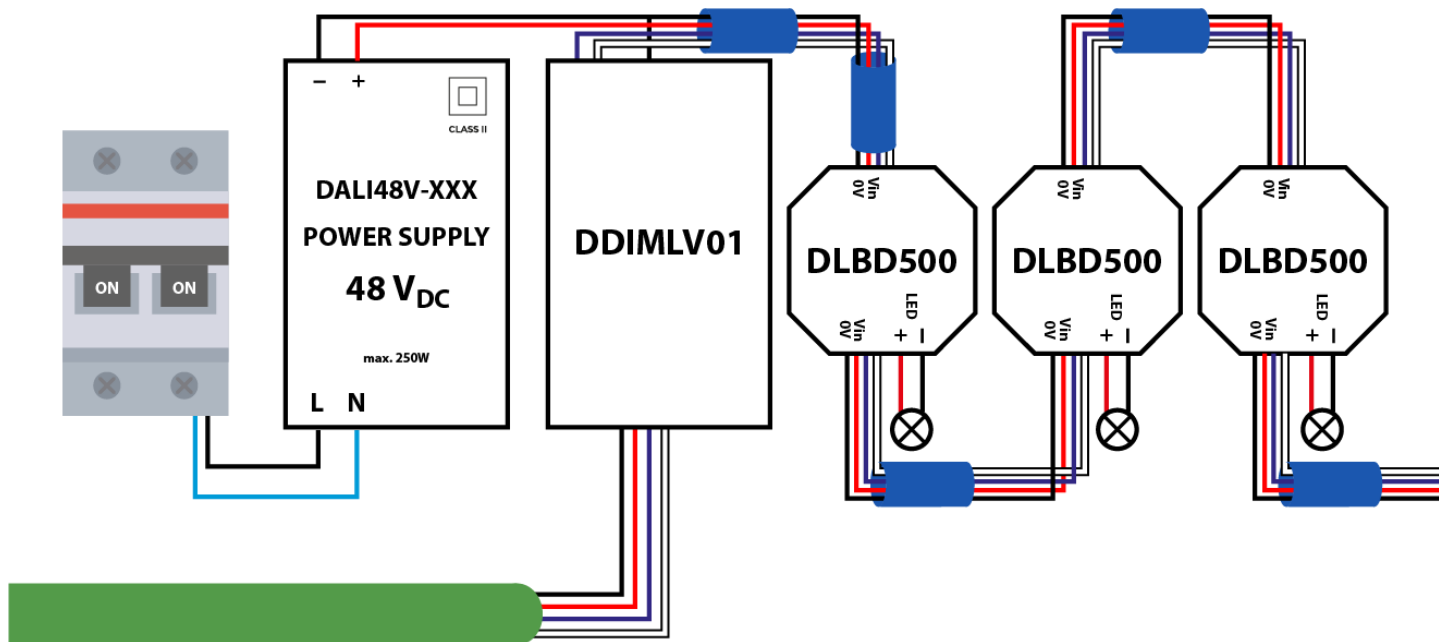 − +
CLASS II
DALI48V-XXX
POWER SUPPLY
48 VDC
max. 250W
L N
ON ON
DDIMLV01
Vin
0V
DLBD500
LED
Vin
0V
+ −
Vin
0V
DLBD500
LED
Vin
0V
+ −
Vin
0V
DLBD500
LED
Vin
0V
+ −